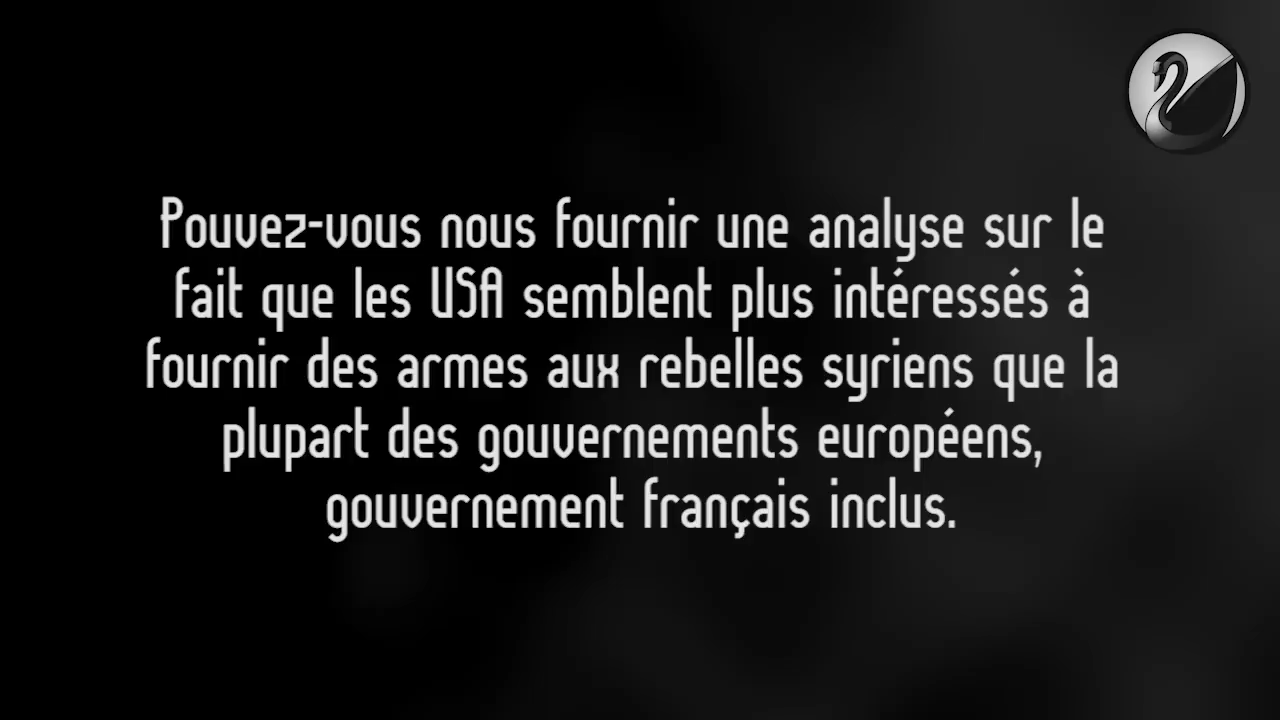 Pouvez-vous nous fournir une analyse sur le
fait que les USA semblent plus intéressés à
fournir des armes aux rebelles syriens que la
plupart des gouvernements européens,
gouvernement français inclus.